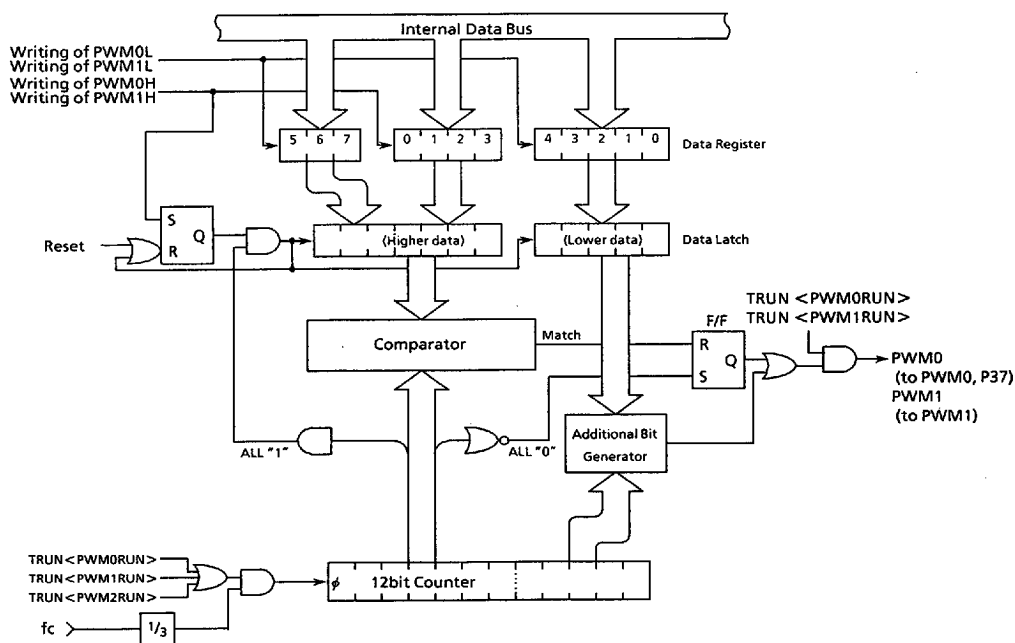 Internal Data Bus
Writing of PWM0L
Writing of PWM1L
Writing of PWM0H
Writing of PWM1H
5 6 7
0 1 2 3
4 3 2 1 0
Data Register
S
Q
R
Reset
(Higher data)
(Lower data)
Data Latch
TRUN <PWM0RUN>
TRUN <PWM1RUN>
F/F
Comparator
Match
R
Q
S
PWM0
(to PWM0, P37)
PWM1
(to PWM1)
ALL "1"
ALL "0"
Additional Bit
Generator
TRUN<PWM0RUN>
TRUN<PWM1RUN>
TRUN<PWM2RUN>
ϕ 12bit Counter
fc
1/3